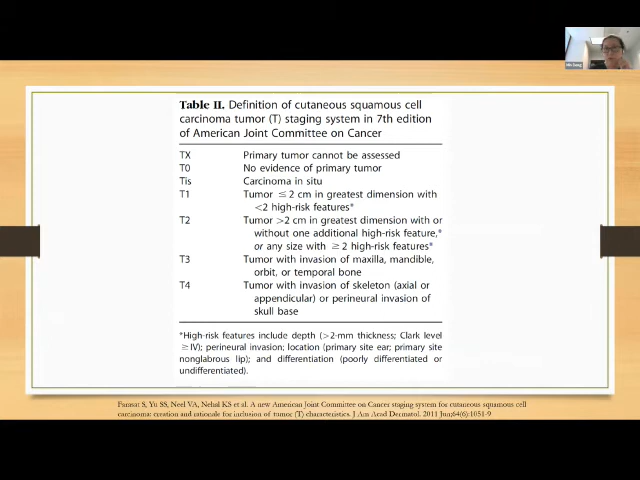 Table II. Definition of cutaneous squamous cell
carcinoma tumor (T) staging system in 7th edition
of American Joint Committee on Cancer
TX Primary tumor cannot be assessed
T0 No evidence of primary tumor
Tis Carcinoma in situ
T1 Tumor ≤ 2 cm in greatest dimension with
<2 high-risk features*
T2 Tumor >2 cm in greatest dimension with or
without one additional high-risk feature,*
or any size with ≥ 2 high-risk features*
T3 Tumor with invasion of maxilla, mandible,
orbit, or temporal bone
T4 Tumor with invasion of skeleton (axial or
appendicular) or perineural invasion of
skull base
*High-risk features include depth (>2-mm thickness; Clark level
≥IV); perineural invasion; location (primary site ear; primary site
nonglabrous lip); and differentiation (poorly differentiated or
undifferentiated).
Farasat S, Yu SS, Neel VA, Nehal KS et al. A new American Joint Committee on Cancer staging system for cutaneous squamous cell
carcinoma: creation and rationale for inclusion of tumor (T) characteristics. J Am Acad Dermatol. 2011 Jun;64(6):1051-9